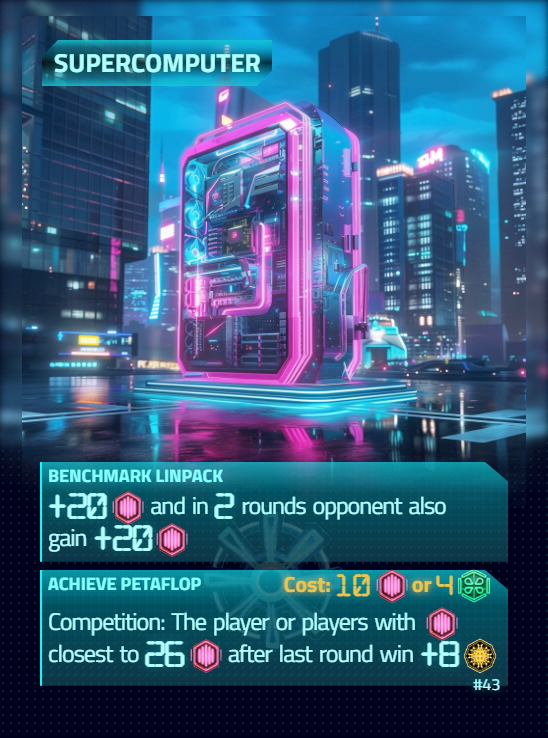 SUPERCOMPUTER
BENCHMARK LINPACK
+20 and in 2 rounds opponent also
gain +20
ACHIEVE PETAFLOP Cost: 10 or 4
Competition: The player or players with
closest to 26 after last round win +8
#43